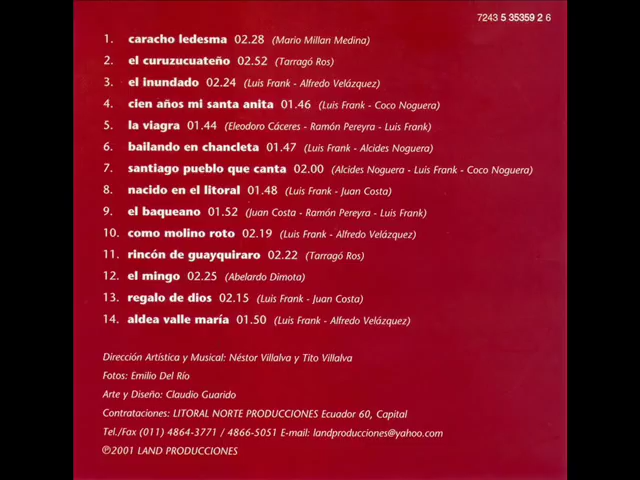 7243 5 35359 2 6
1. caracho ledesma 02.28 (Mario Millan Medina)
2. el curuzucuateño 02.52 (Tarragó Ros)
3. el inundado 02.24 (Luis Frank - Alfredo Velázquez)
4. cien años mi santa anita 01.46 (Luis Frank - Coco Noguera)
5. la viagra 01.44 (Eleodoro Cáceres - Ramón Pereyra - Luis Frank)
6. bailando en chancleta 01.47 (Luis Frank - Alcides Noguera)
7. santiago pueblo que canta 02.00 (Alcides Noguera - Luis Frank - Coco Noguera)
8. nacido en el litoral 01.48 (Luis Frank - Juan Costa)
9. el baqueano 01.52 (Juan Costa - Ramón Pereyra - Luis Frank)
10. como molino roto 02.19 (Luis Frank - Alfredo Velázquez)
11. rincón de guayquiraro 02.22 (Tarragó Ros)
12. el mingo 02.25 (Abelardo Dimota)
13. regalo de dios 02.15 (Luis Frank - Juan Costa)
14. aldea valle maría 01.50 (Luis Frank - Alfredo Velázquez)
Dirección Artística y Musical: Néstor Villalva y Tito Villalva
Fotos: Emilio Del Río
Arte y Diseño: Claudio Guarido
Contrataciones: LITORAL NORTE PRODUCCIONES Ecuador 60, Capital
Tel./Fax (011) 4864-3771 / 4866-5051 E-mail: landproducciones@yahoo.com
℗2001 LAND PRODUCCIONES